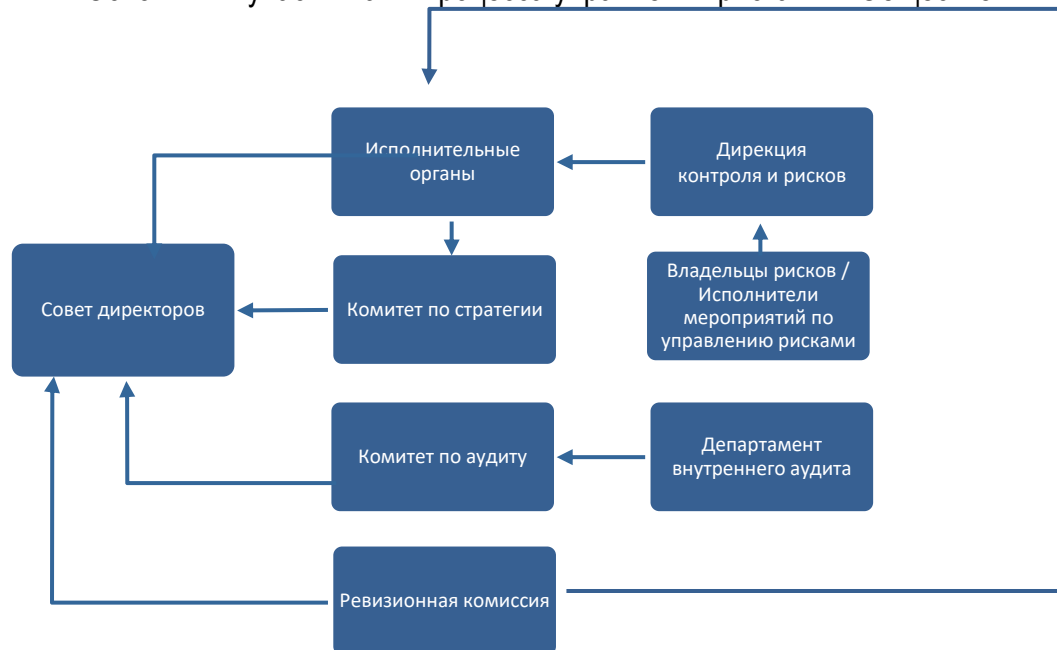 Исполнительные
органы
Дирекция
контроля и рисков
Совет директоров
Комитет по стратегии
Владельцы рисков /
Исполнители
мероприятий по
управлению рисками
Комитет по аудиту
Департамент
внутреннего аудита
Ревизионная комиссия